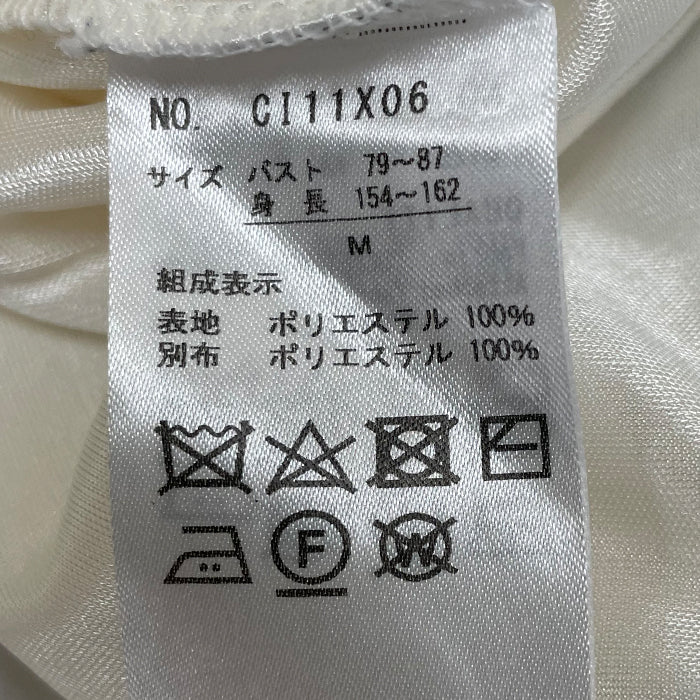 NO. CI11X06
サイズ バスト 79～87
身長 154～162
M
組成表示
表地 ポリエステル 100%
別布 ポリエステル 100%
F W